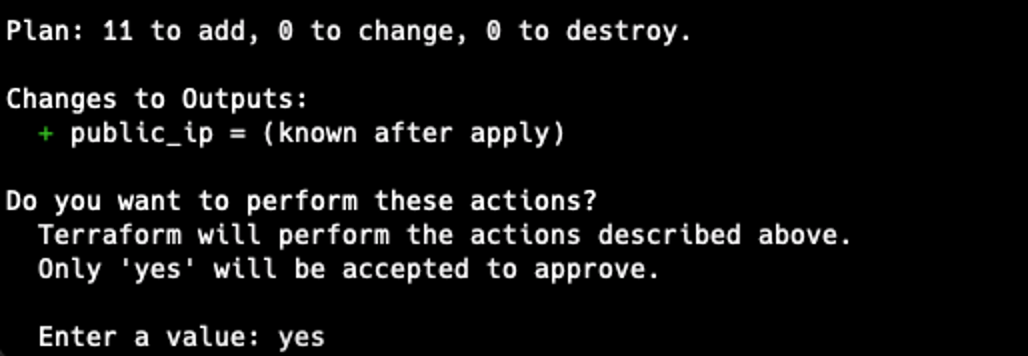 Plan: 11 to add, 0 to change, 0 to destroy.
Changes to Outputs:
+ public_ip = (known after apply)
Do you want to perform these actions?
Terraform will perform the actions described above.
Only 'yes' will be accepted to approve.
Enter a value: yes